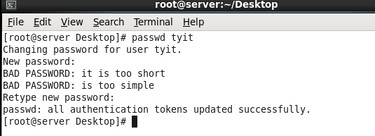 root@server:~/Desktop
File Edit View Search Terminal Help
[root@server Desktop]# passwd tyit
Changing password for user tyit.
New password:
BAD PASSWORD: it is too short
BAD PASSWORD: is too simple
Retype new password:
passwd: all authentication tokens updated successfully.
[root@server Desktop]#